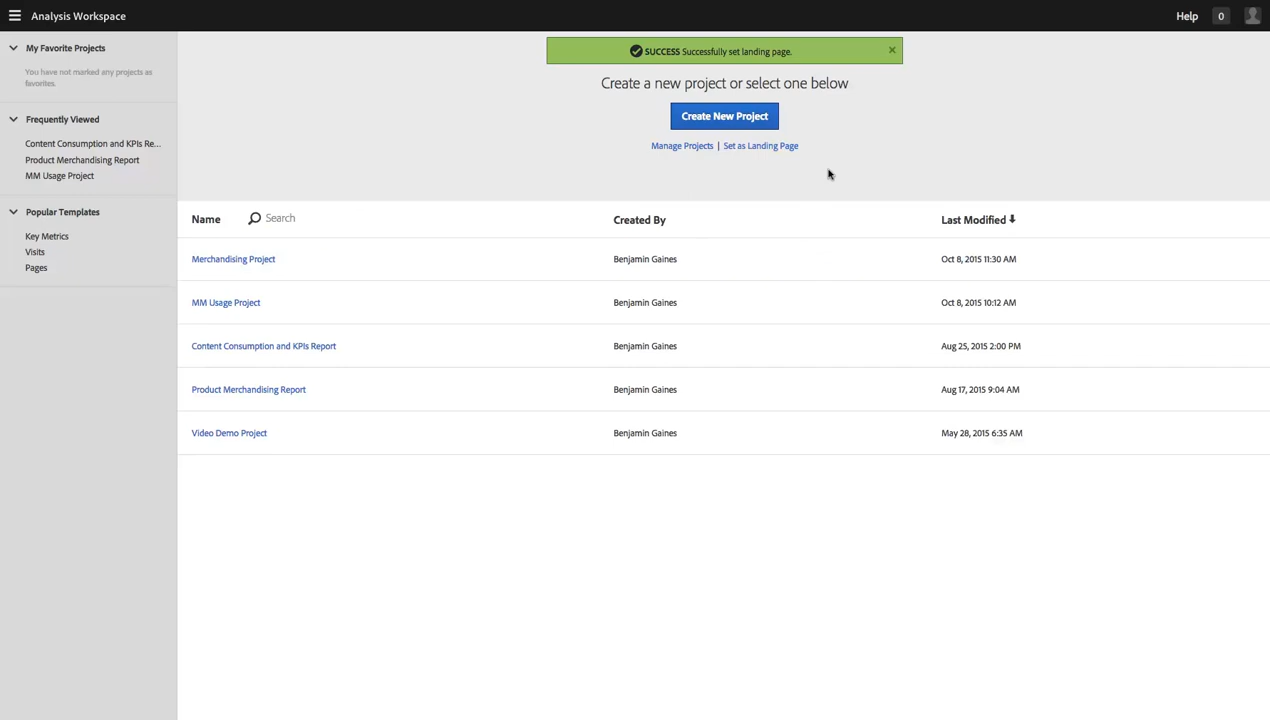 Analysis Workspace
Help
0
My Favorite Projects
You have not marked any projects as
favorites.
Frequently Viewed
Content Consumption and KPIs Re...
Product Merchandising Report
MM Usage Project
Popular Templates
Key Metrics
Visits
Pages
SUCCESS Successfully set landing page.
Create a new project or select one below
Create New Project
Manage Projects | Set as Landing Page
Name Search Created By Last Modified
Merchandising Project Benjamin Gaines Oct 8, 2015 11:30 AM
MM Usage Project Benjamin Gaines Oct 8, 2015 10:12 AM
Content Consumption and KPIs Report Benjamin Gaines Aug 25, 2015 2:00 PM
Product Merchandising Report Benjamin Gaines Aug 17, 2015 9:04 AM
Video Demo Project Benjamin Gaines May 28, 2015 6:35 AM